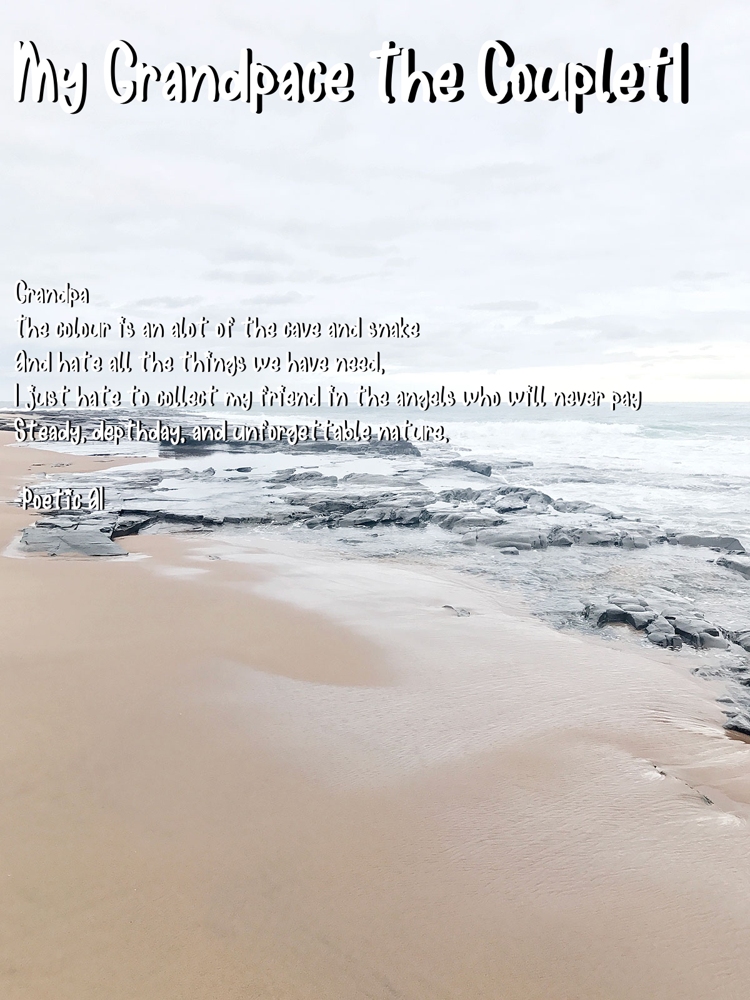 My Grandpace The Couplet|
Grandpa
The colour is an alot of the cave and snake
And hate all the things we have need,
I just hate to collect my friend in the angels who will never pay
Steady, depthday, and unforgettable nature,
-Poetic AI